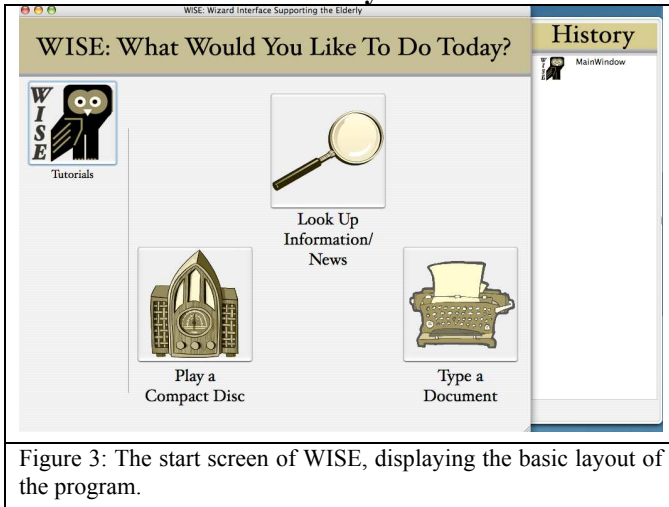 WISE: Wizard Interface Supporting the Elderly
WISE: What Would You Like To Do Today?
History
MainWindow
WISE
WISE
Tutorials
Look Up
Information/
News
Play a
Compact Disc
Type a
Document
Figure 3: The start screen of WISE, displaying the basic layout of
the program.